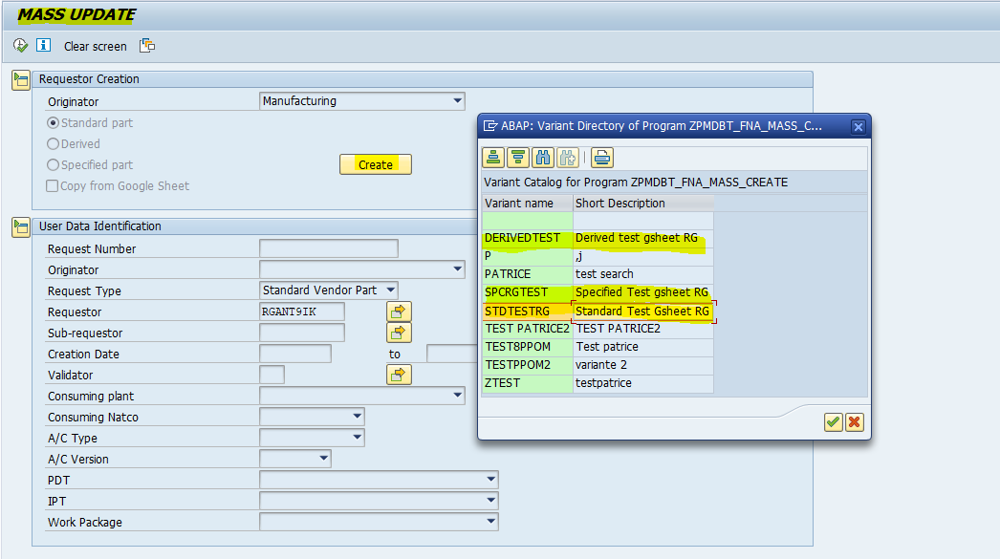 MASS UPDATE
Clear screen
Requestor Creation
Originator Manufacturing
Standard part
Derived
Specified part
Create
Copy from Google Sheet
User Data Identification
Request Number
Originator
Request Type Standard Vendor Part
Requestor RGANT9IK
Sub-requestor
Creation Date to
Validator
Consuming plant
Consuming Natco
A/C Type
A/C Version
PDT
IPT
Work Package
ABAP: Variant Directory of Program ZPMDBT_FNA_MASS_C...
Variant Catalog for Program ZPMDBT_FNA_MASS_CREATE
Variant name Short Description
DERIVEDTEST Derived test gsheet RG
P ,j
PATRICE test search
SPCRGTEST Specified Test gsheet RG
STDTESTRG Standard Test Gsheet RG
TEST PATRICE2 TEST PATRICE2
TEST8PPOM Test patrice
TESTPPOM2 variante 2
ZTEST testpatrice